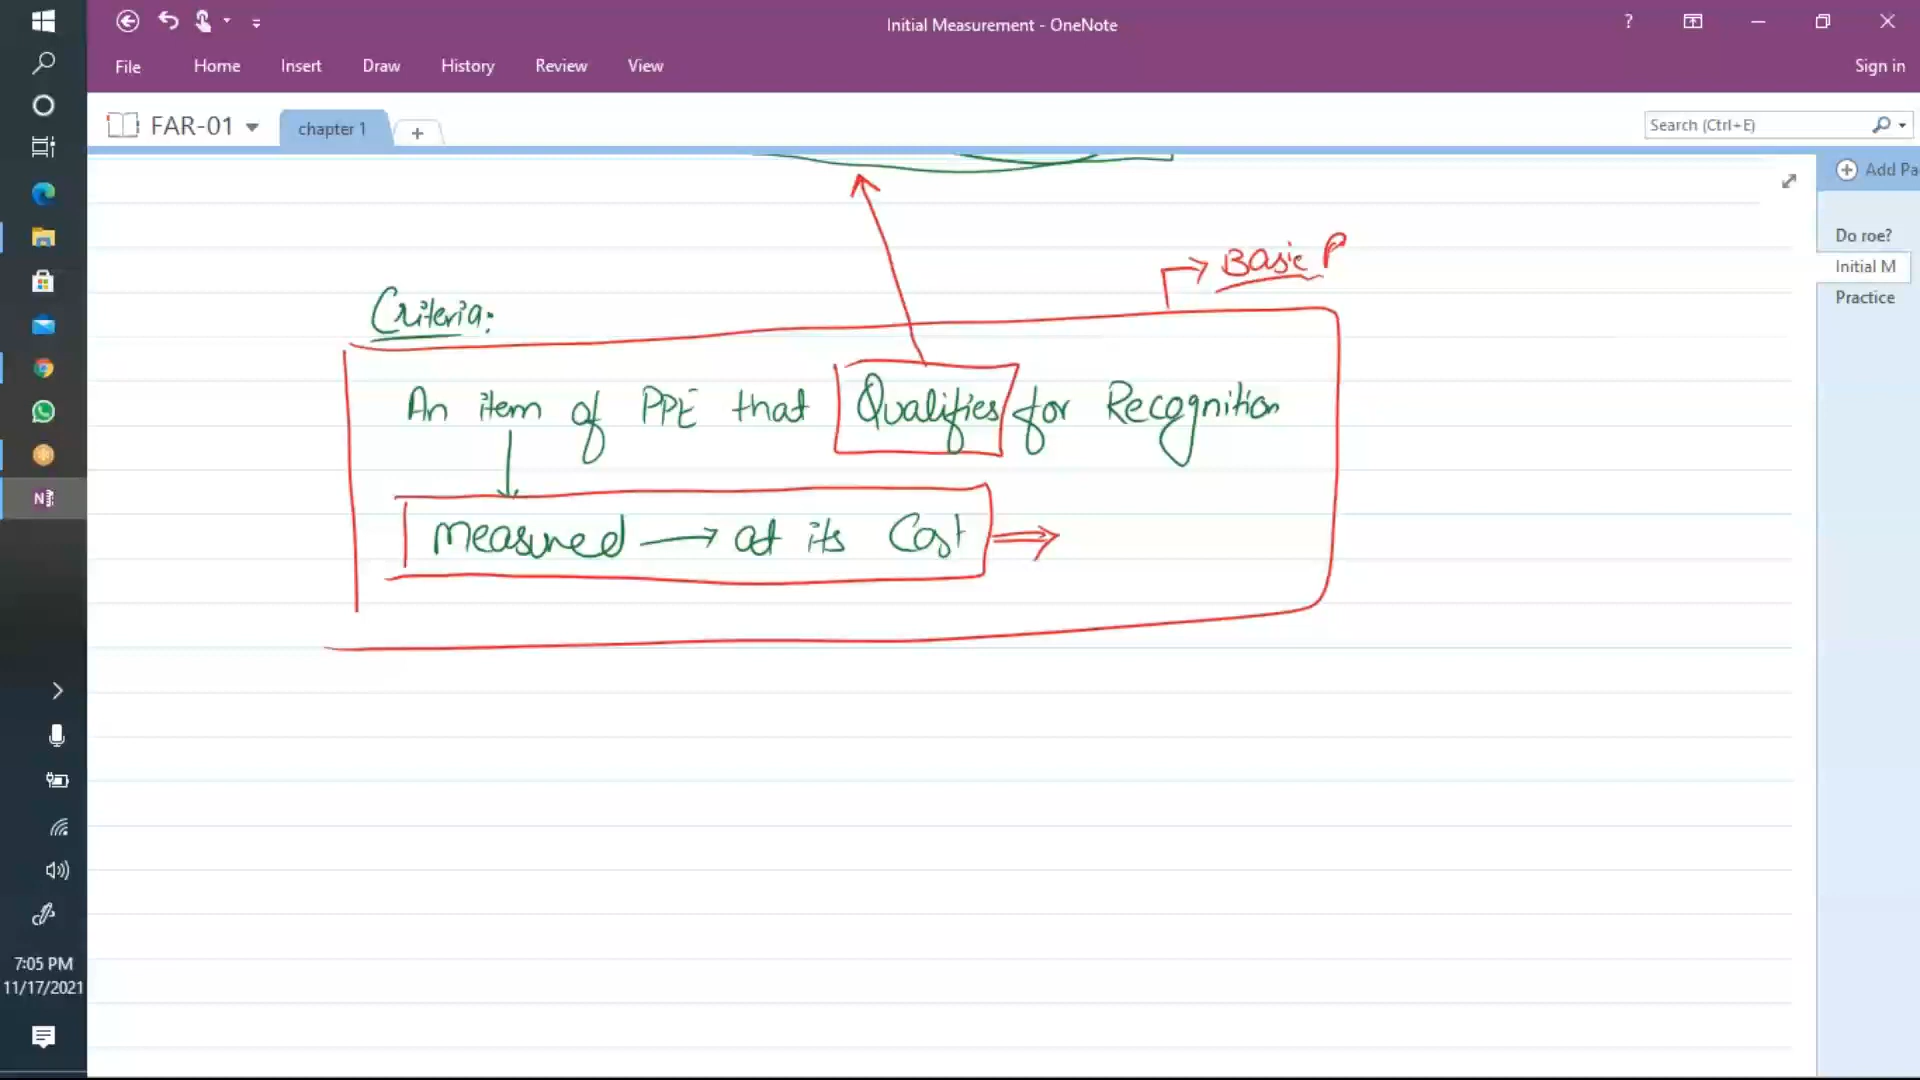 Initial Measurement - OneNote
?
File Home Insert Draw History Review View
Sign in
FAR-01
chapter 1
+
Search (Ctrl+E)
Add Pa
Do roe?
Initial M
Practice
Basic P
Criteria:
An item of PPE that Qualifies for Recognition
measured → at its Cost ⇒
7:05 PM
11/17/2021